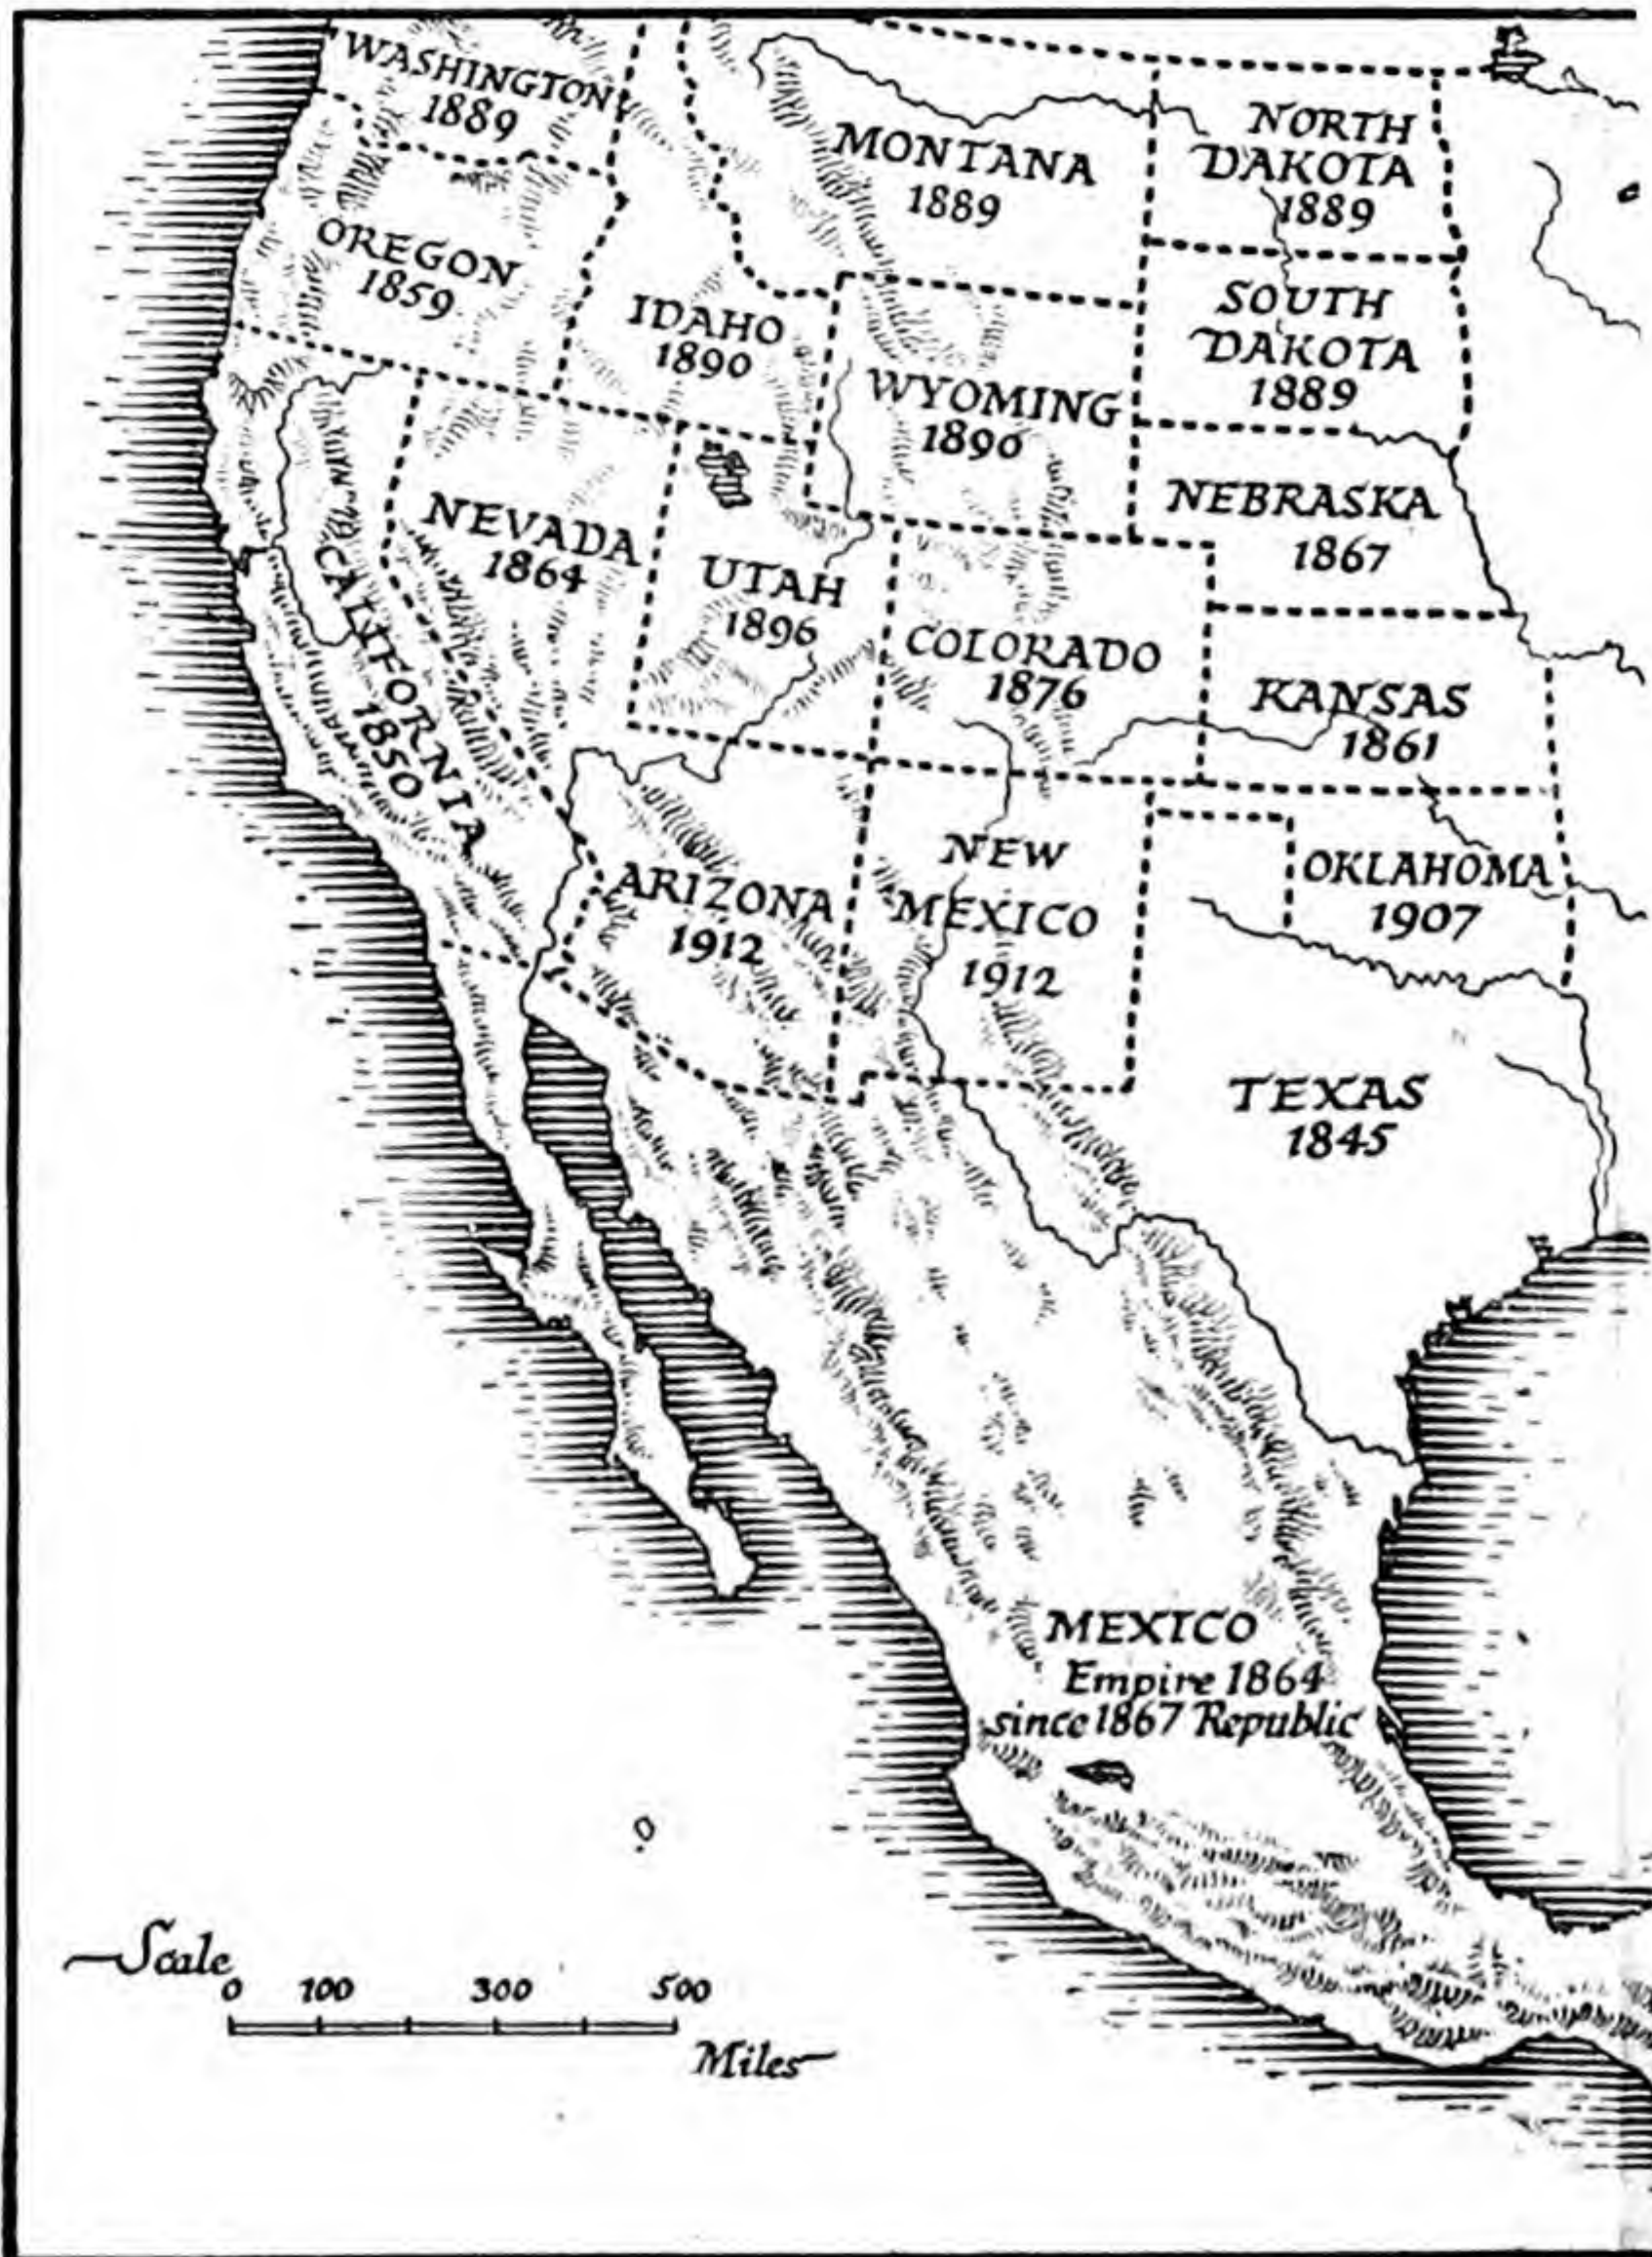 WASHINGTON
1889
MONTANA
1889
NORTH
DAKOTA
1889
OREGON
1859
IDAHO
1890
SOUTH
DAKOTA
1889
WYOMING
1890
NEVADA
1864
UTAH
1896
NEBRASKA
1867
CALIFORNIA
1850
COLORADO
1876
KANSAS
1861
ARIZONA
1912
NEW
MEXICO
1912
OKLAHOMA
1907
TEXAS
1845
MEXICO
Empire 1864
since 1867 Republic
Scale
0 100 300 500
Miles